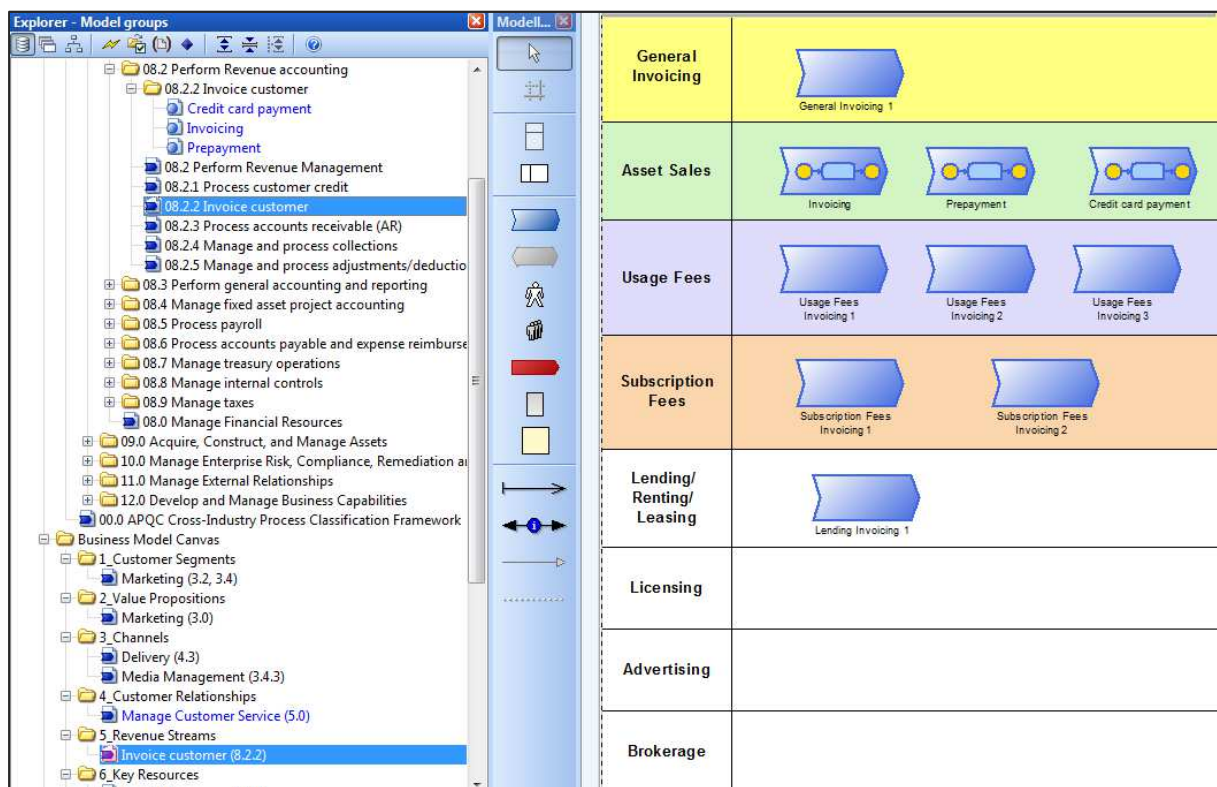 Explorer - Model groups
08.2 Perform Revenue accounting
08.2.2 Invoice customer
Credit card payment
Invoicing
Prepayment
08.2 Perform Revenue Management
08.2.1 Process customer credit
08.2.2 Invoice customer
08.2.3 Process accounts receivable (AR)
08.2.4 Manage and process collections
08.2.5 Manage and process adjustments/deductio
08.3 Perform general accounting and reporting
08.4 Manage fixed asset project accounting
08.5 Process payroll
08.6 Process accounts payable and expense reimburse
08.7 Manage treasury operations
08.8 Manage internal controls
08.9 Manage taxes
08.0 Manage Financial Resources
09.0 Acquire, Construct, and Manage Assets
10.0 Manage Enterprise Risk, Compliance, Remediation a
11.0 Manage External Relationships
12.0 Develop and Manage Business Capabilities
00.0 APQC Cross-Industry Process Classification Framework
Business Model Canvas
1_Customer Segments
Marketing (3.2, 3.4)
2_Value Propositions
Marketing (3.0)
3_Channels
Delivery (4.3)
Media Management (3.4.3)
4_Customer Relationships
Manage Customer Service (5.0)
5_Revenue Streams
Invoice customer (8.2.2)
6_Key Resources
Modell...
General
Invoicing
General Invoicing 1
Asset Sales
Invoicing
Prepayment
Credit card payment
Usage Fees
Usage Fees
Invoicing 1
Usage Fees
Invoicing 2
Usage Fees
Invoicing 3
Subscription
Fees
Subscription Fees
Invoicing 1
Subscription Fees
Invoicing 2
Lending/
Renting/
Leasing
Lending Invoicing 1
Licensing
Advertising
Brokerage